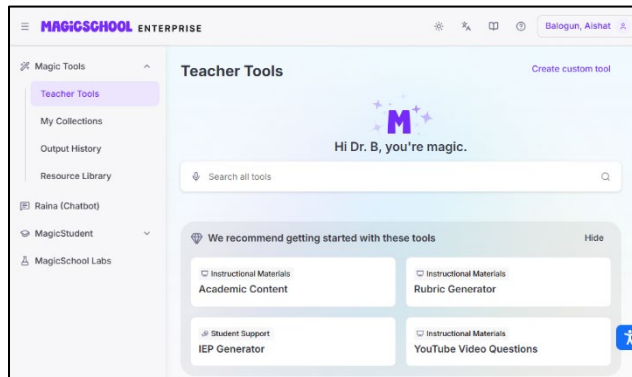 MAGICSCHOOL ENTERPRISE
Balogun, Aishat
Magic Tools
Teacher Tools
My Collections
Output History
Resource Library
Raina (Chatbot)
MagicStudent
MagicSchool Labs
Teacher Tools
Create custom tool
M
Hi Dr. B, you're magic.
Search all tools
We recommend getting started with these tools
Hide
Instructional Materials
Academic Content
Instructional Materials
Rubric Generator
Student Support
IEP Generator
Instructional Materials
YouTube Video Questions